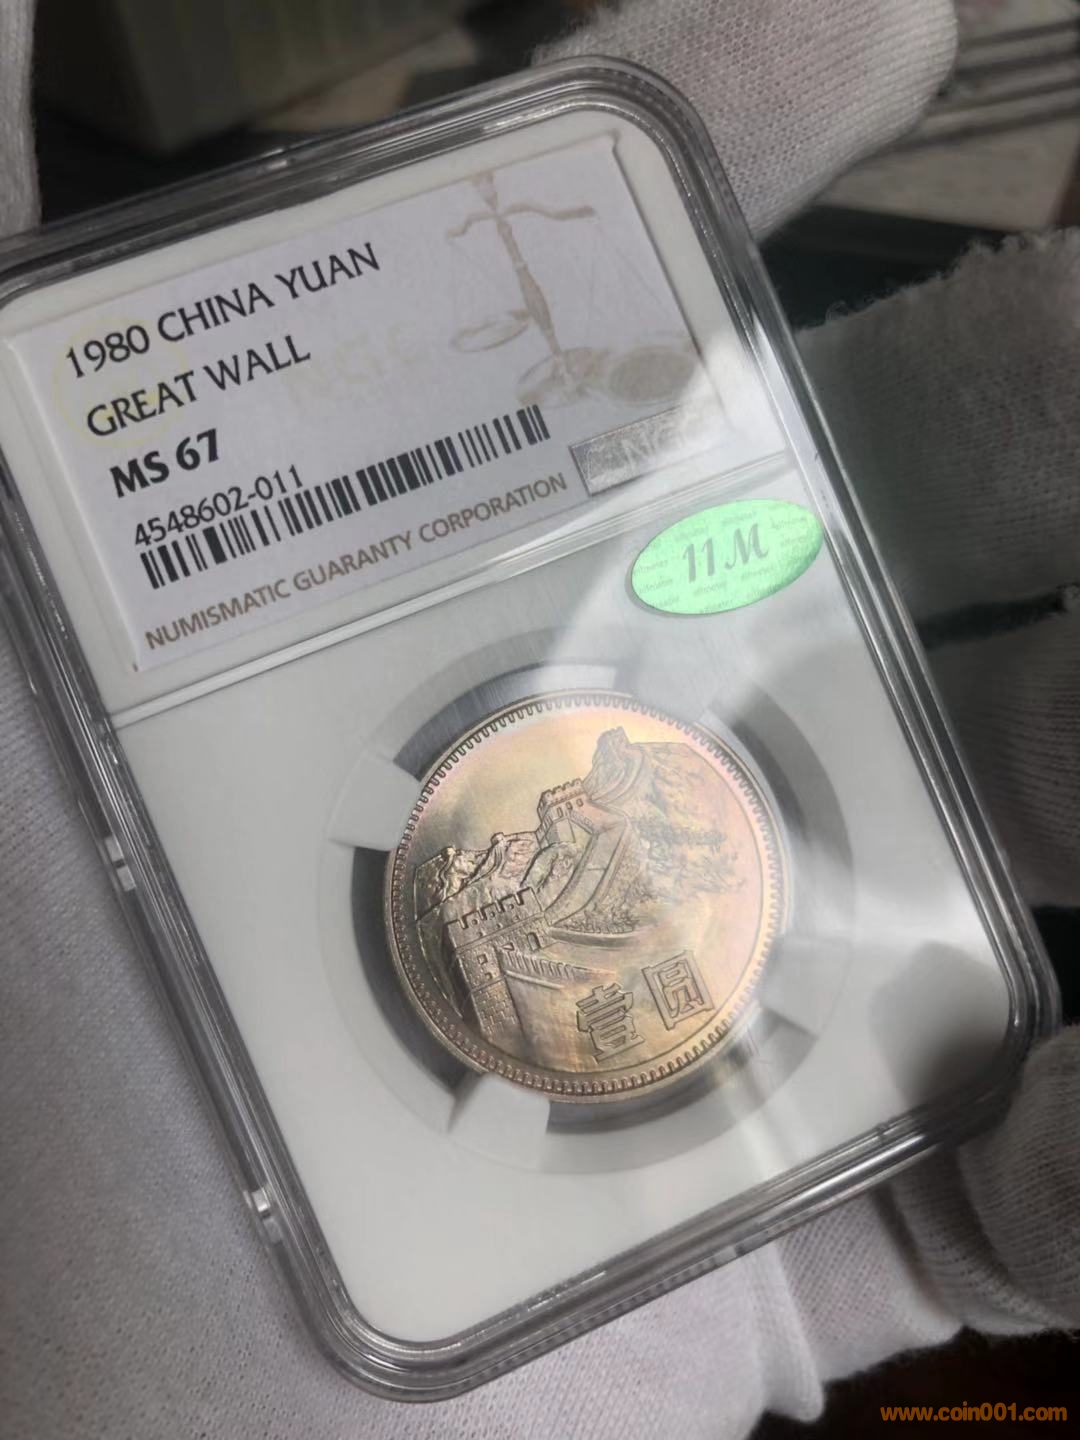 1980 CHINA YUAN
GREAT WALL
MS 67
4548602-011
NGC
NUMISMATIC GUARANTY CORPORATION
11M
壹圆
www.coin001.com